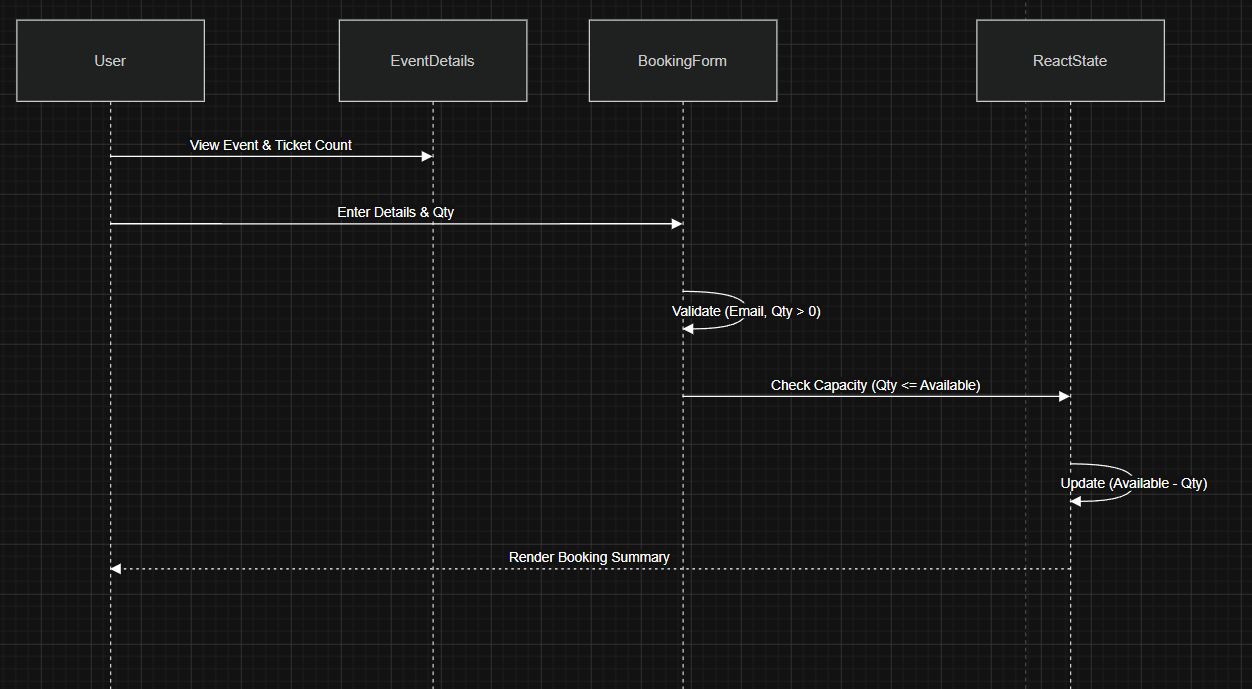 User
EventDetails
BookingForm
ReactState
View Event & Ticket Count
Enter Details & Qty
Validate (Email, Qty > 0)
Check Capacity (Qty <= Available)
Update (Available - Qty)
Render Booking Summary